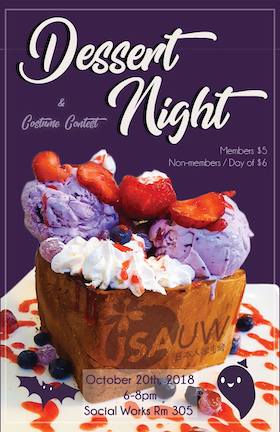 Dessert
Night
&
Costume Contest
Members $5
Non-members / Day of $6
JSAUW
October 20th, 2018
6-8pm
Social Works Rm 305